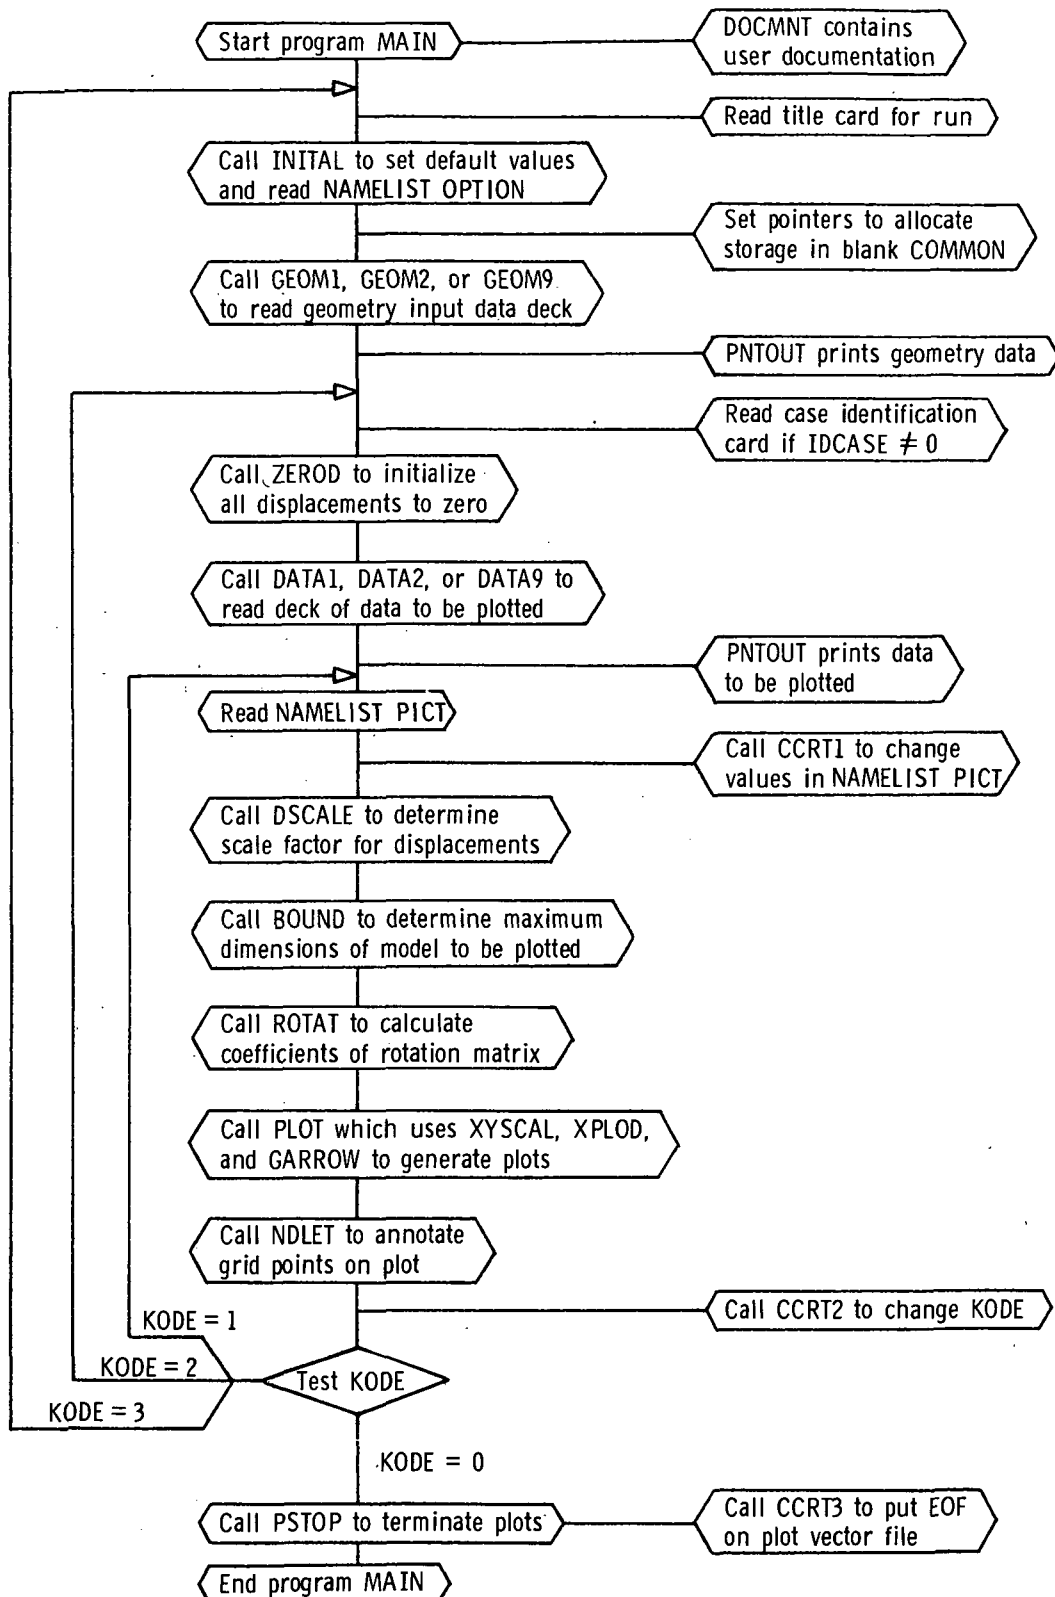 Start program MAIN
DOCMNT contains
user documentation
Read title card for run
Call INITAL to set default values
and read NAMELIST OPTION
Set pointers to allocate
storage in blank COMMON
Call GEOM1, GEOM2, or GEOM9
to read geometry input data deck
PNTOUT prints geometry data
Read case identification
card if IDCASE ≠ 0
Call ZEROD to initialize
all displacements to zero
Call DATA1, DATA2, or DATA9 to
read deck of data to be plotted
PNTOUT prints data
to be plotted
Read NAMELIST PICT
Call CCRT1 to change
values in NAMELIST PICT
Call DSCALE to determine
scale factor for displacements
Call BOUND to determine maximum
dimensions of model to be plotted
Call ROTAT to calculate
coefficients of rotation matrix
Call PLOT which uses XYSCAL, XPLOD,
and GARROW to generate plots
Call NDLET to annotate
grid points on plot
Call CCRT2 to change KODE
KODE = 1
KODE = 2
Test KODE
KODE = 3
KODE = 0
Call PSTOP to terminate plots
Call CCRT3 to put EOF
on plot vector file
End program MAIN